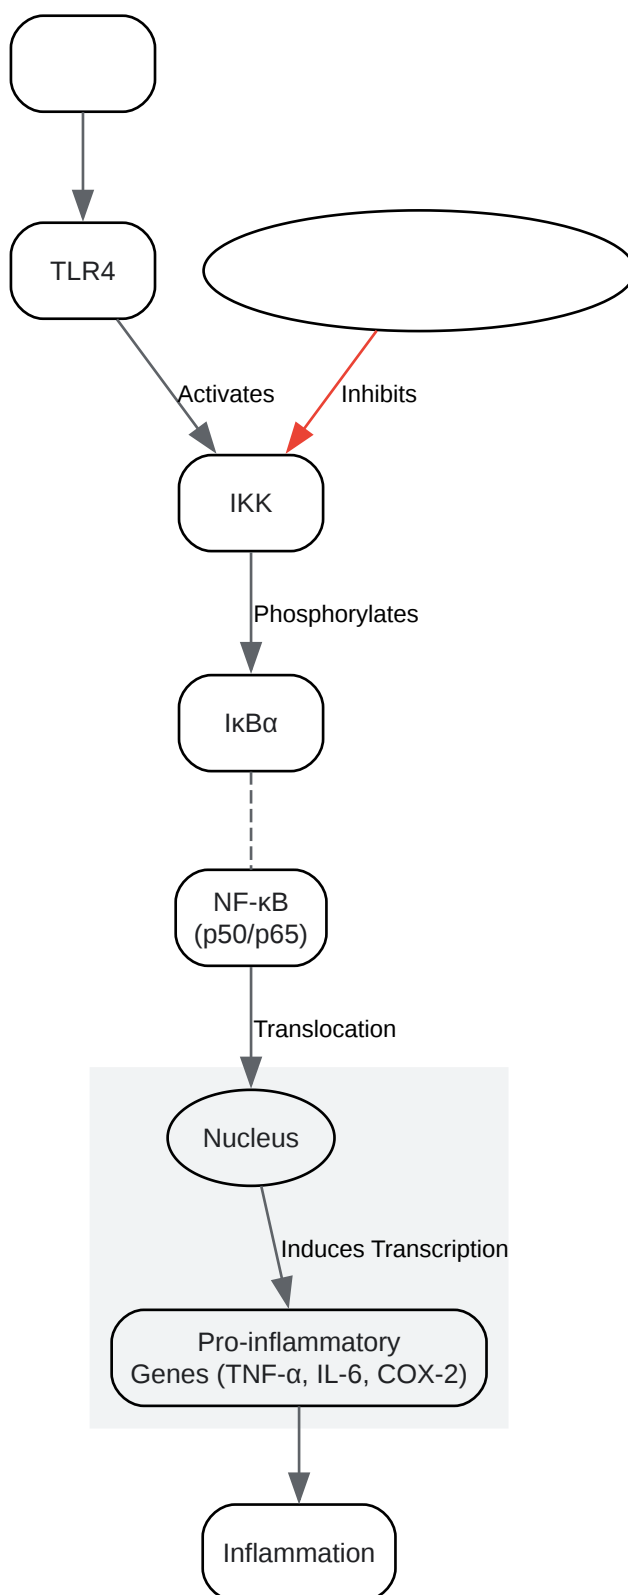 TLR4
Activates
Inhibits
IKK
Phosphorylates
IκBα
NF-κB
(p50/p65)
Translocation
Nucleus
Induces Transcription
Pro-inflammatory
Genes (TNF-α, IL-6, COX-2)
Inflammation